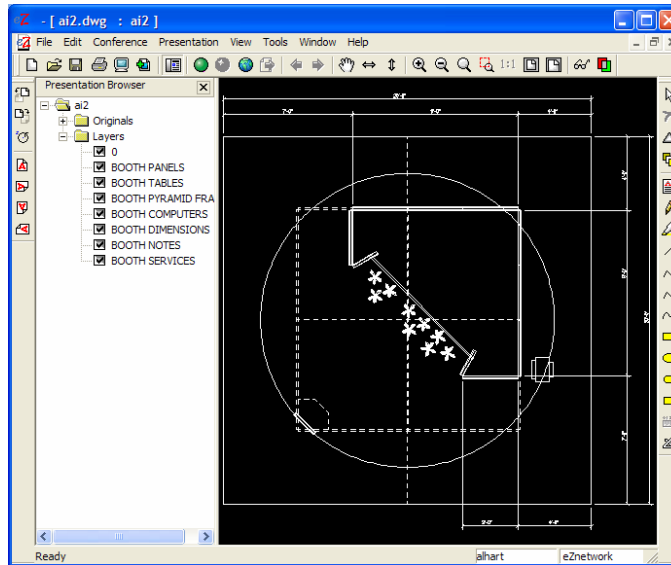 - [ ai2.dwg : ai2 ]
File Edit Conference Presentation View Tools Window Help
1:1
Presentation Browser
ai2
Originals
Layers
0
BOOTH PANELS
BOOTH TABLES
BOOTH PYRAMID FRA
BOOTH COMPUTERS
BOOTH DIMENSIONS
BOOTH NOTES
BOOTH SERVICES
Ready
alhart
eZnetwork